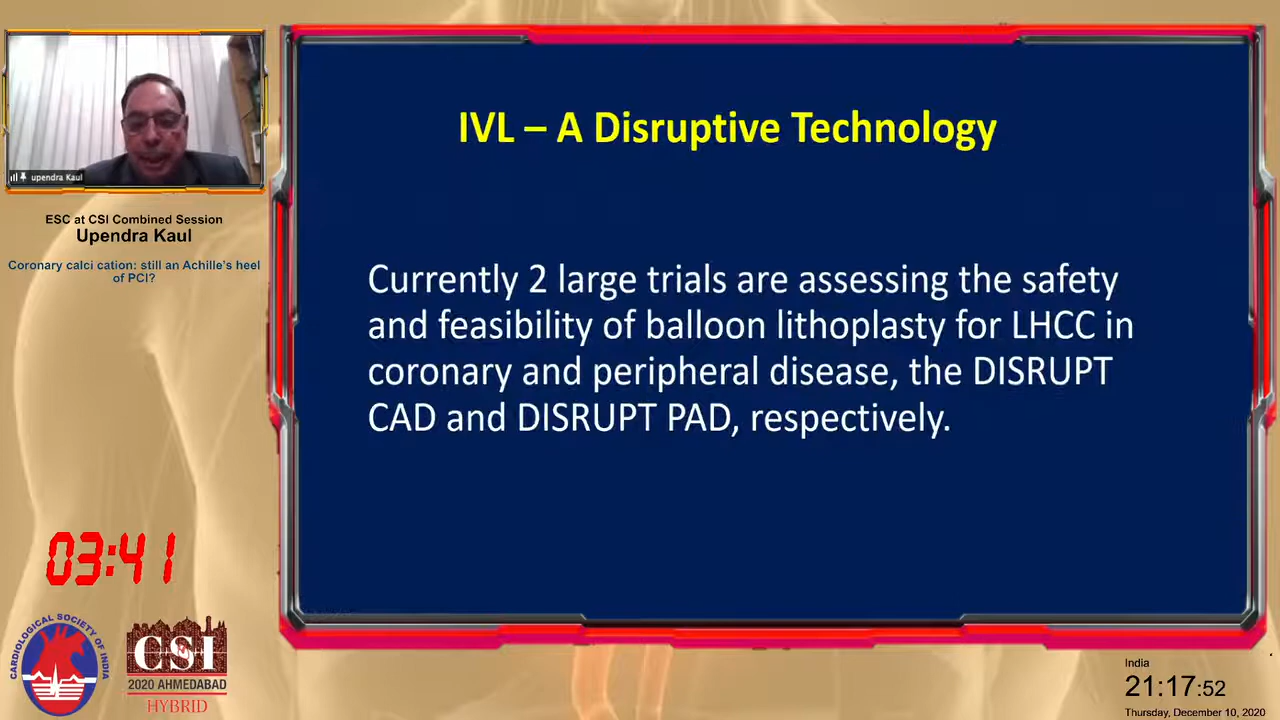 upendra Kaul
ESC at CSI Combined Session
Upendra Kaul
Coronary calci cation: still an Achille's heel
of PCI?
IVL – A Disruptive Technology
Currently 2 large trials are assessing the safety
and feasibility of balloon lithoplasty for LHCC in
coronary and peripheral disease, the DISRUPT
CAD and DISRUPT PAD, respectively.
03:41
CARDIOLOGICAL SOCIETY OF INDIA
CSI
2020 AHMEDABAD
HYBRID
India
21:17:52
Thursday, December 10, 2020